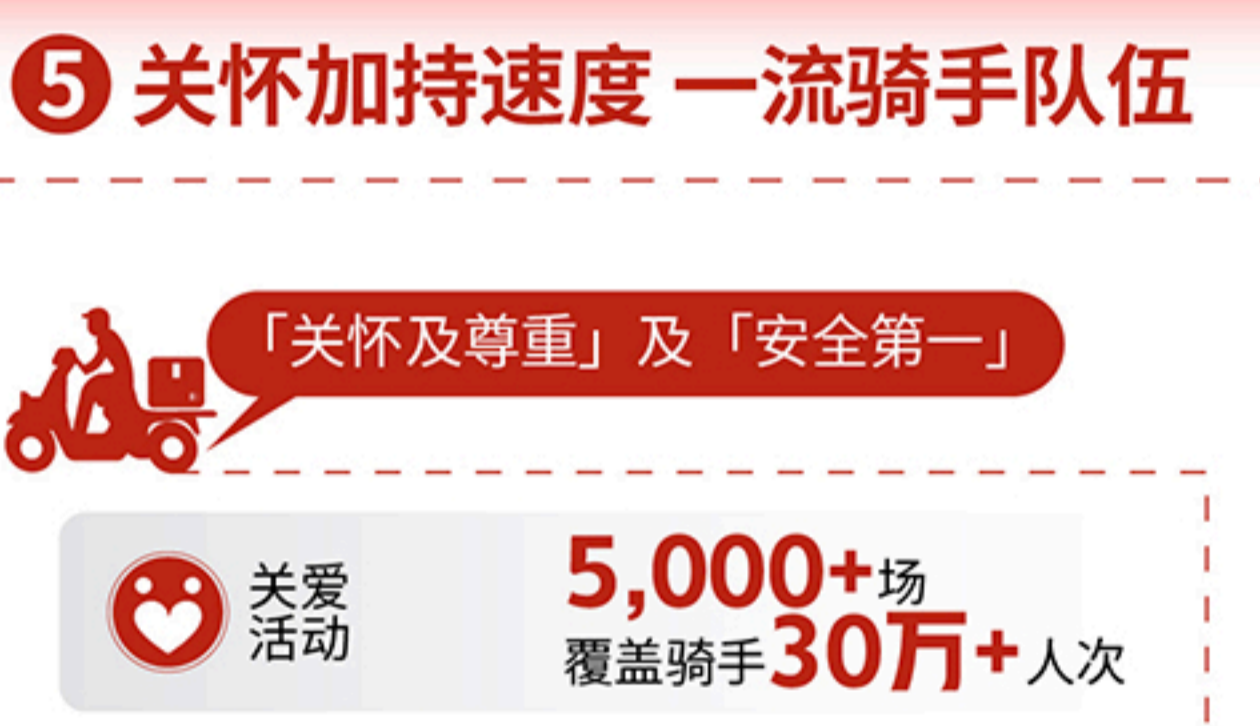 5 关怀加持速度 一流骑手队伍
「关怀及尊重」及「安全第一」
关爱
活动
5,000+场
覆盖骑手30万+人次